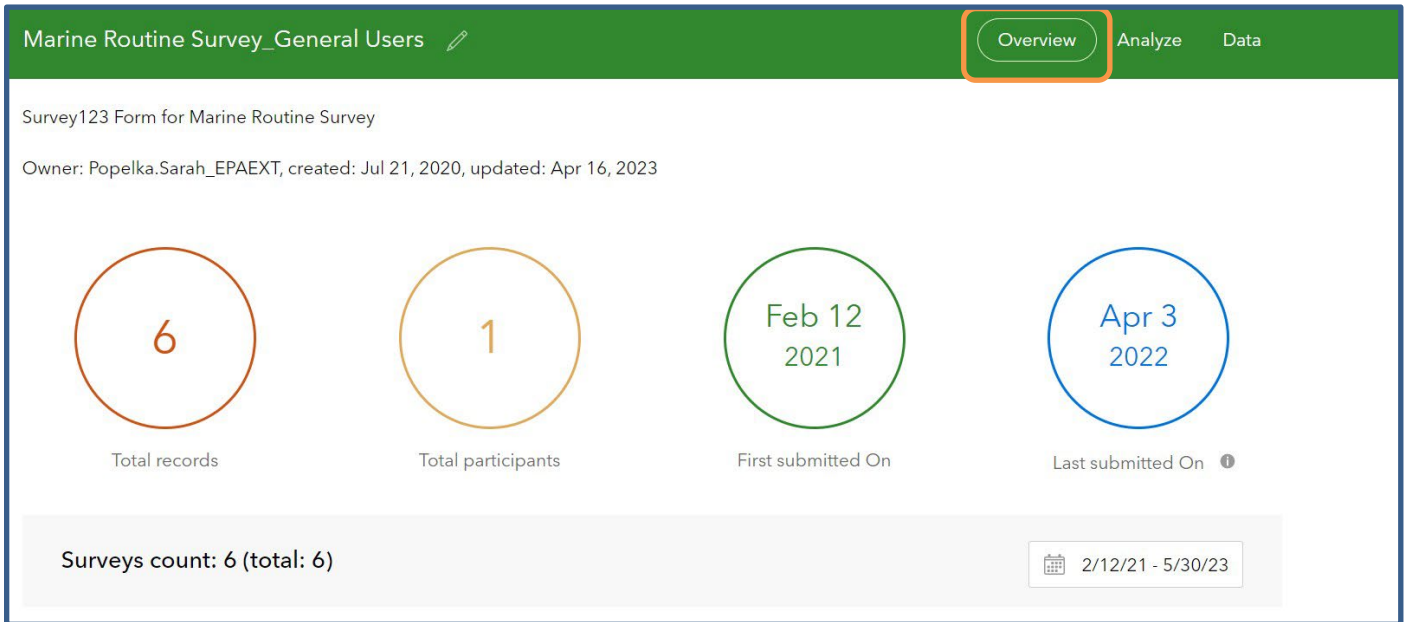 Marine Routine Survey_General Users
Overview
Analyze
Data
Survey123 Form for Marine Routine Survey
Owner: Popelka.Sarah_EPAEXT, created: Jul 21, 2020, updated: Apr 16, 2023
6
Total records
1
Total participants
Feb 12
2021
First submitted On
Apr 3
2022
Last submitted On
Surveys count: 6 (total: 6)
2/12/21 - 5/30/23